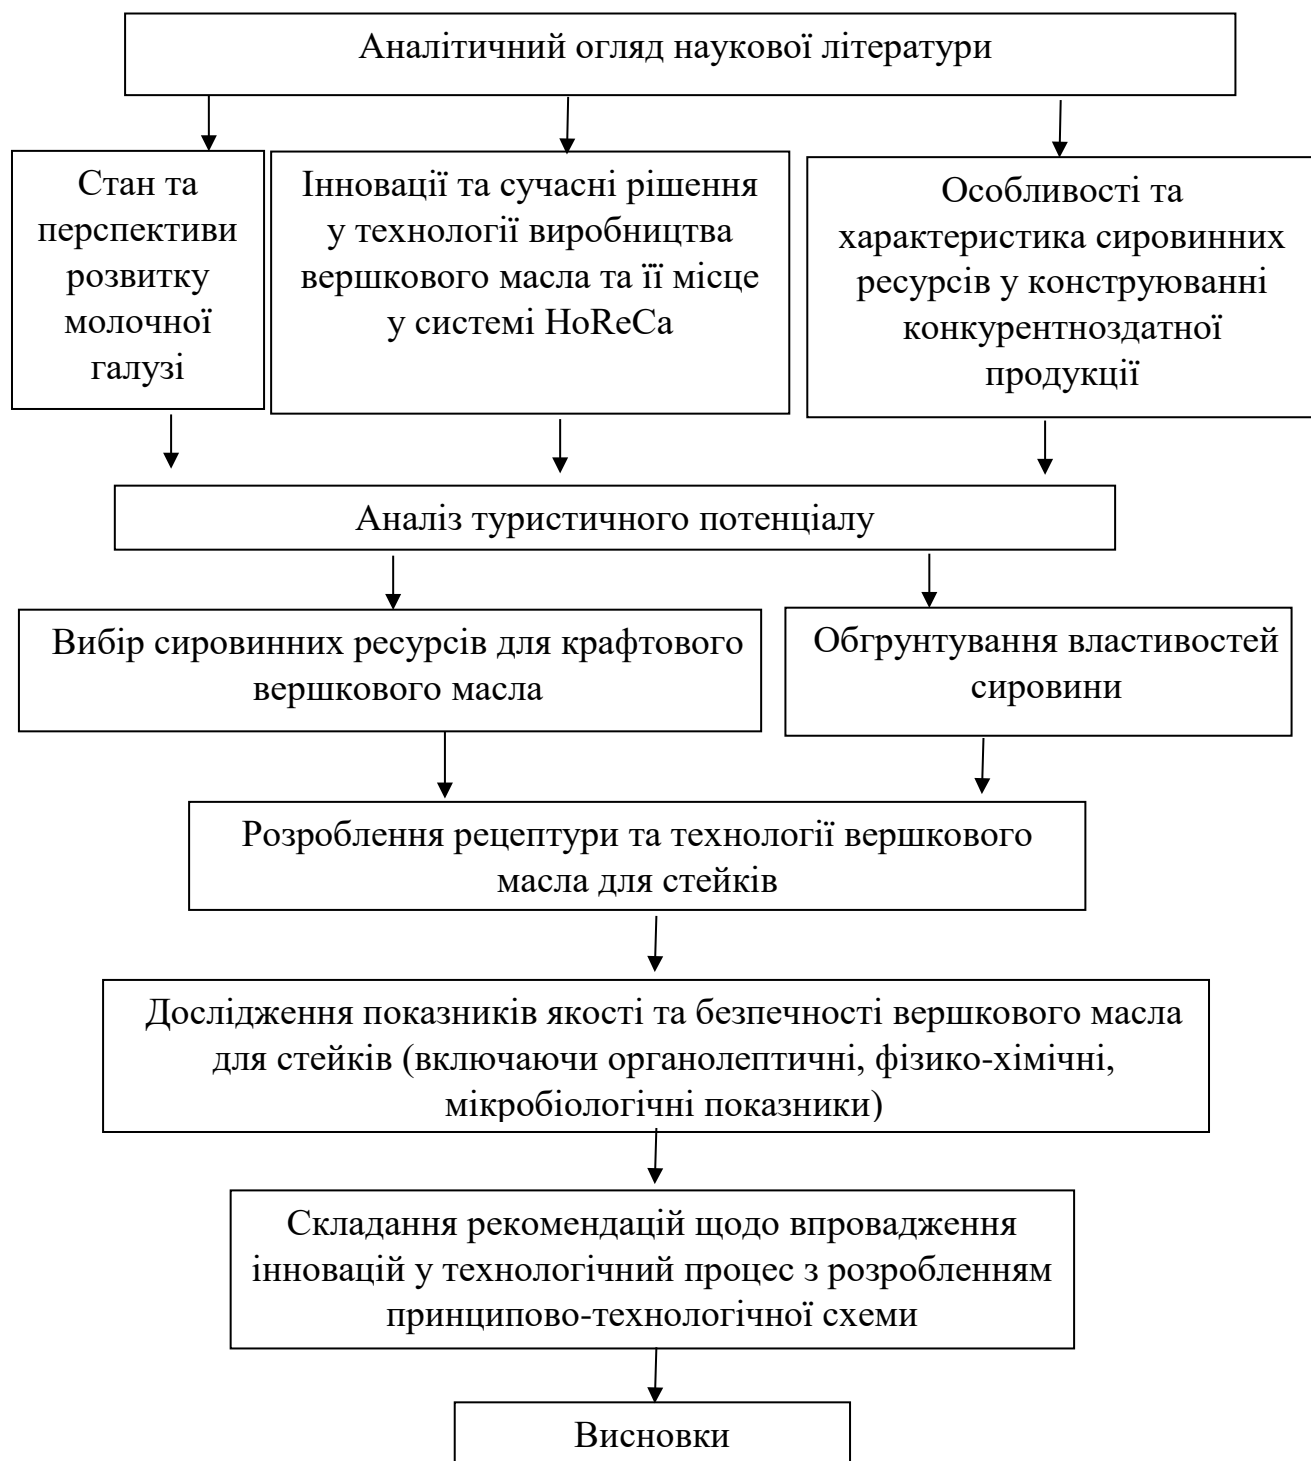 Аналітичний огляд наукової літератури
Стан та
перспективи
розвитку
молочної
галузі
Інновації та сучасні рішення
у технології виробництва
вершкового масла та її місце
у системі HoReCa
Особливості та
характеристика сировинних
ресурсів у конструюванні
конкурентноздатної
продукції
Аналіз туристичного потенціалу
Вибір сировинних ресурсів для крафтового
вершкового масла
Обгрунтування властивостей
сировини
Розроблення рецептури та технології вершкового
масла для стейків
Дослідження показників якості та безпечності вершкового масла
для стейків (включаючи органолептичні, фізико-хімічні,
мікробіологічні показники)
Складання рекомендацій щодо впровадження
інновацій у технологічний процес з розробленням
принципово-технологічної схеми
Висновки